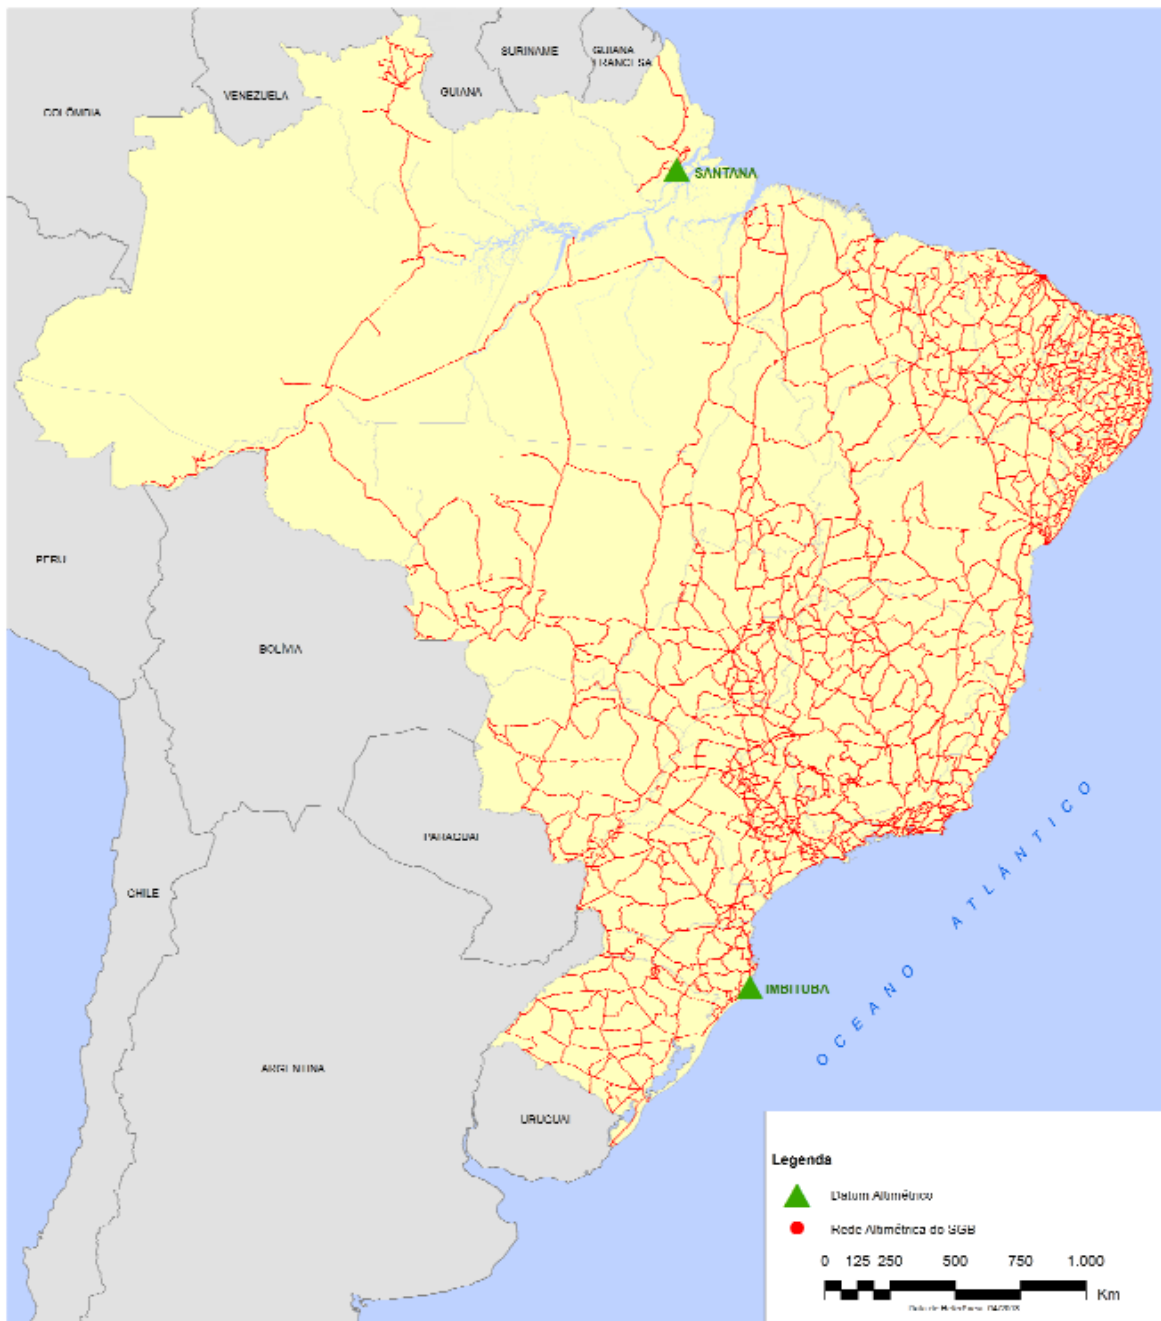 SURINAME
GUIANA
FRANCESA
VENEZUELA
GUIANA
COLÔMBIA
SANTANA
PERU
BOLÍVIA
PARAGUAI
CHILE
OCEANO ATLÂNTICO
IMBITUBA
ARGENTINA
URUGUAI
Legenda
Datum Altimétrico
Rede Altimétrica do SGB
0 125 250 500 750 1.000
Km